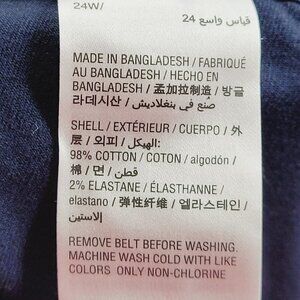 24W/
قياس واسع 24
MADE IN BANGLADESH / FABRIQUÉ
AU BANGLADESH / HECHO EN
BANGLADESH / 孟加拉制造 / 방글
라데시산 / صنع في بنغلاديش
SHELL / EXTÉRIEUR / CUERPO / 外
层 / 외피 / الهيكل:
98% COTTON / COTON / algodón /
棉 / 면 / قطن
2% ELASTANE / ÉLASTHANNE /
elastano / 弹性纤维 / 엘라스테인 /
الاستين
REMOVE BELT BEFORE WASHING.
MACHINE WASH COLD WITH LIKE
COLORS ONLY NON-CHLORINE